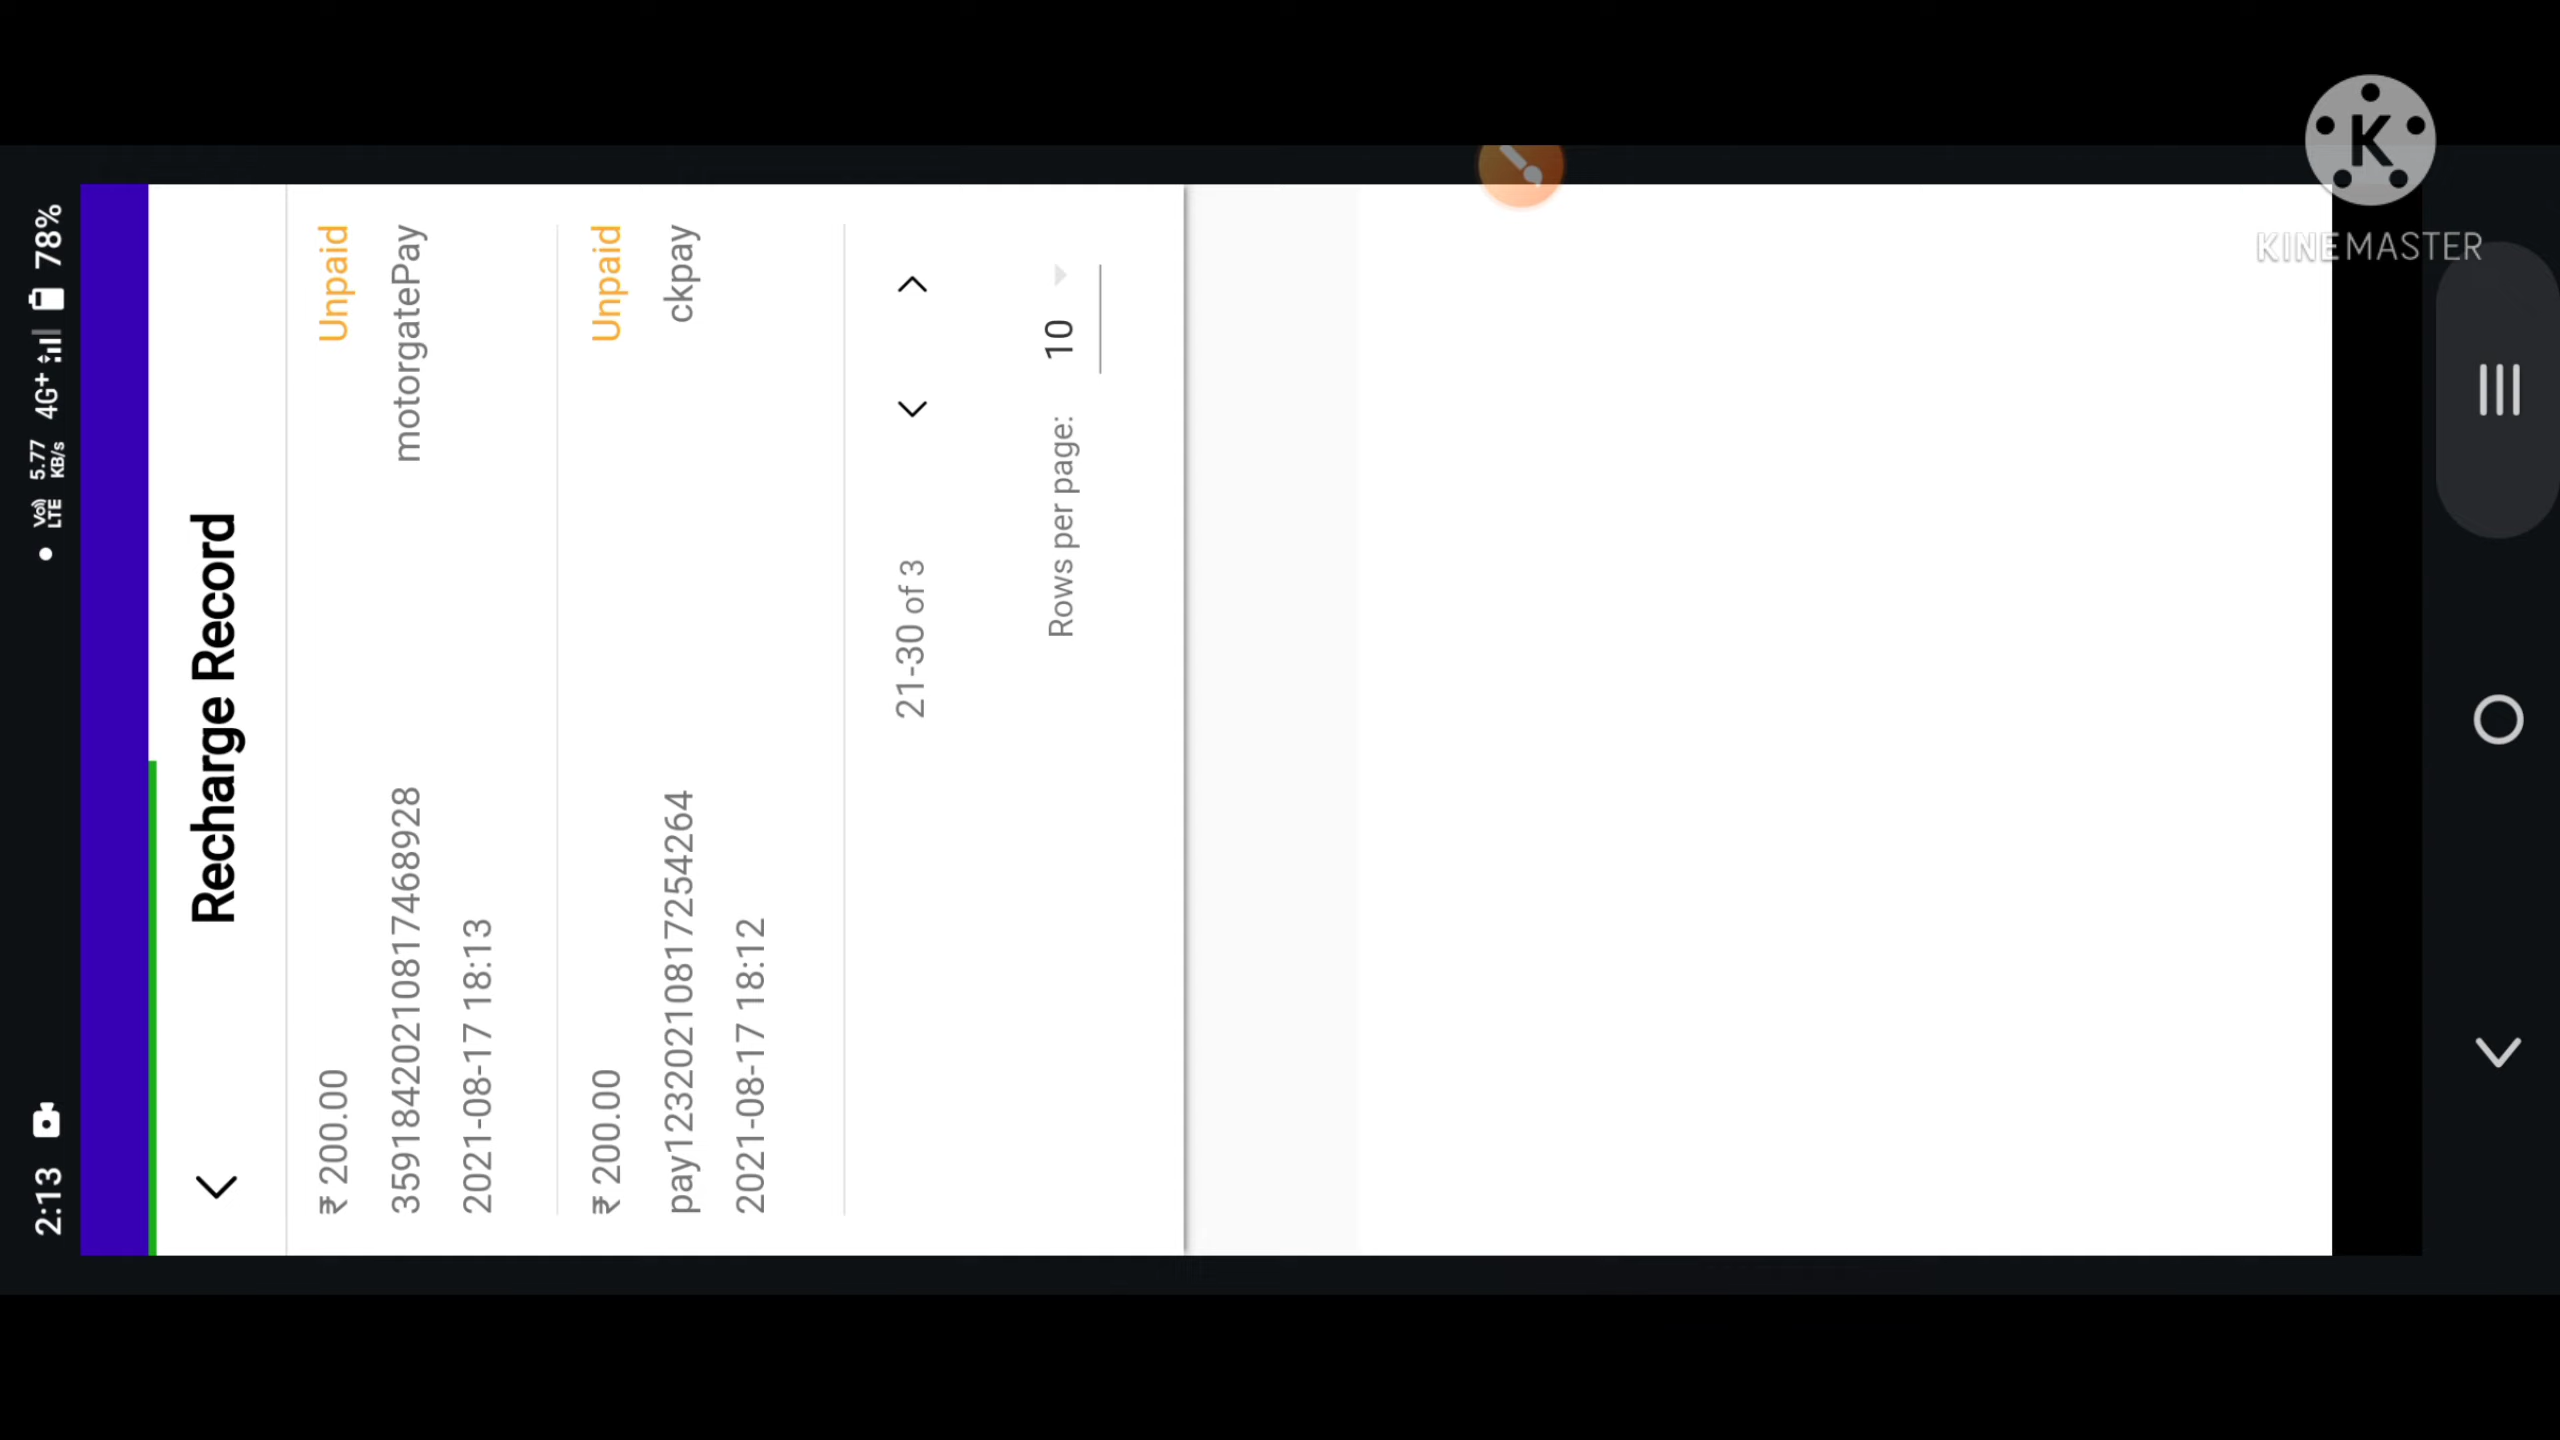 2:13
Vo)) LTE 5.77 KB/s 4G+ 78%
Recharge Record
₹ 200.00 Unpaid
359184202108174689​28 motorgatePay
2021-08-17 18:13
₹ 200.00 Unpaid
pay12320210817254264 ckpay
2021-08-17 18:12
21-30 of 3
Rows per page: 10
K
KINEMASTER